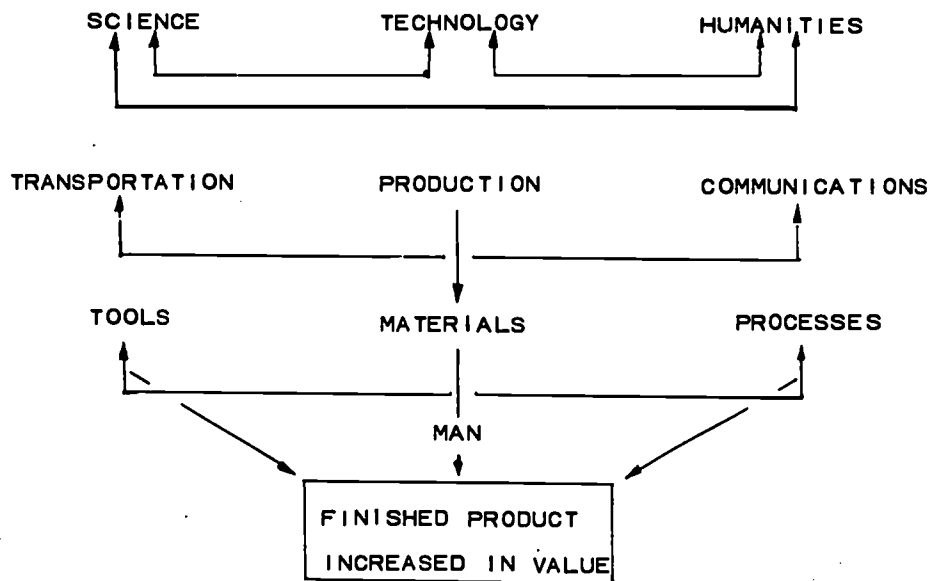 SCIENCE TECHNOLOGY HUMANITIES
TRANSPORTATION PRODUCTION COMMUNICATIONS
TOOLS MATERIALS PROCESSES
MAN
FINISHED PRODUCT
INCREASED IN VALUE